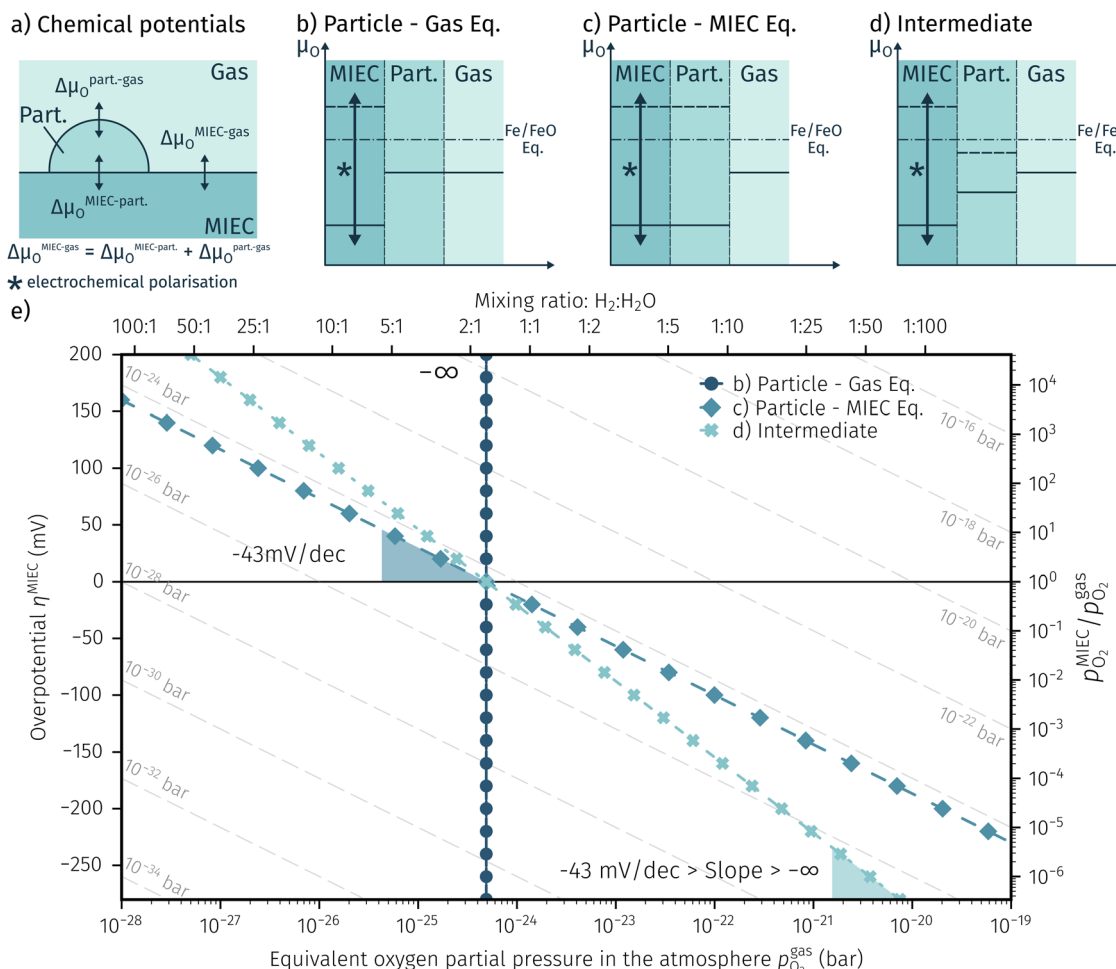 a) Chemical potentials
b) Particle - Gas Eq.
c) Particle - MIEC Eq.
d) Intermediate
Gas
Δμ_O^part.-gas
Part.
Δμ_O^MIEC-gas
Δμ_O^MIEC-part.
MIEC
Δμ_O^MIEC-gas = Δμ_O^MIEC-part. + Δμ_O^part.-gas
* electrochemical polarisation
μ_O
MIEC Part. Gas
*
Fe/FeO
Eq.
μ_O
MIEC Part. Gas
*
Fe/FeO
Eq.
μ_O
MIEC Part. Gas
*
Fe/Fe
Eq.
e)
Mixing ratio: H₂:H₂O
100:1 50:1 25:1 10:1 5:1 2:1 1:1 1:2 1:5 1:10 1:25 1:50 1:100
Overpotential η^MIEC (mV)
200
150
100
50
0
−50
−100
−150
−200
−250
−∞
b) Particle - Gas Eq.
c) Particle - MIEC Eq.
d) Intermediate
10⁻²⁴ bar
10⁻²⁶ bar
10⁻²⁸ bar
10⁻³⁰ bar
10⁻³² bar
10⁻³⁴ bar
10⁻¹⁶ bar
10⁻¹⁸ bar
10⁻²⁰ bar
10⁻²² bar
-43mV/dec
-43 mV/dec > Slope > −∞
10⁴
10³
10²
10¹
10⁰
10⁻¹
10⁻²
10⁻³
10⁻⁴
10⁻⁵
10⁻⁶
p_O₂^MIEC/p_O₂^gas
10⁻²⁸ 10⁻²⁷ 10⁻²⁶ 10⁻²⁵ 10⁻²⁴ 10⁻²³ 10⁻²² 10⁻²¹ 10⁻²⁰ 10⁻¹⁹
Equivalent oxygen partial pressure in the atmosphere p_O₂^gas (bar)